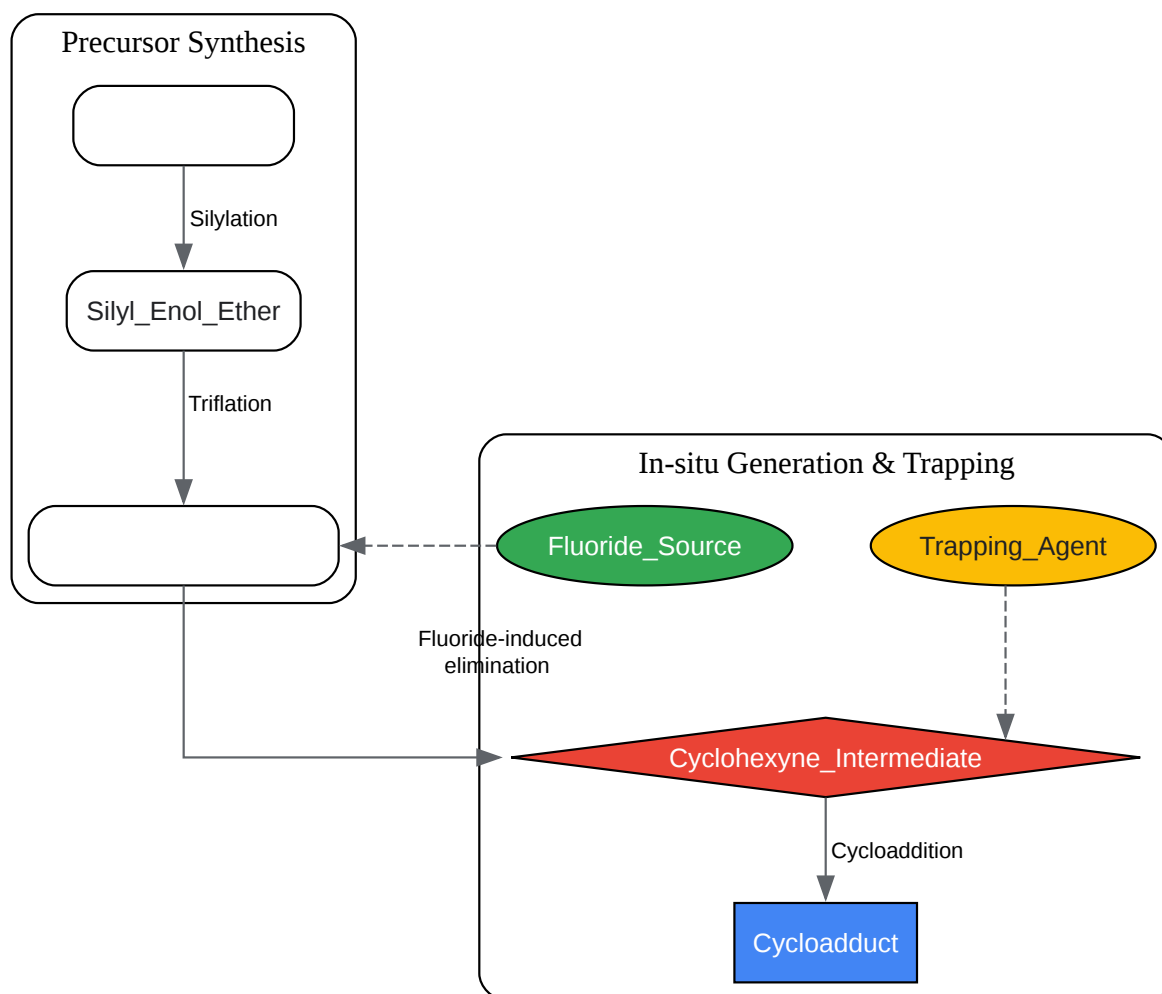 Precursor Synthesis
Silylation
Silyl_Enol_Ether
Triflation
In-situ Generation & Trapping
Fluoride_Source
Trapping_Agent
Fluoride-induced
elimination
Cyclohexyne_Intermediate
Cycloaddition
Cycloadduct